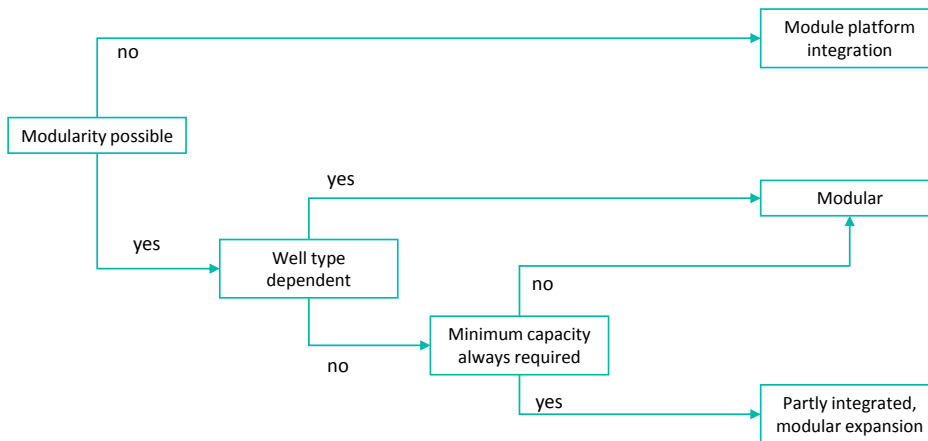 Module platform
integration
no
Modularity possible
yes
Modular
yes
Well type
dependent
no
Minimum capacity
always required
no
yes
Partly integrated,
modular expansion